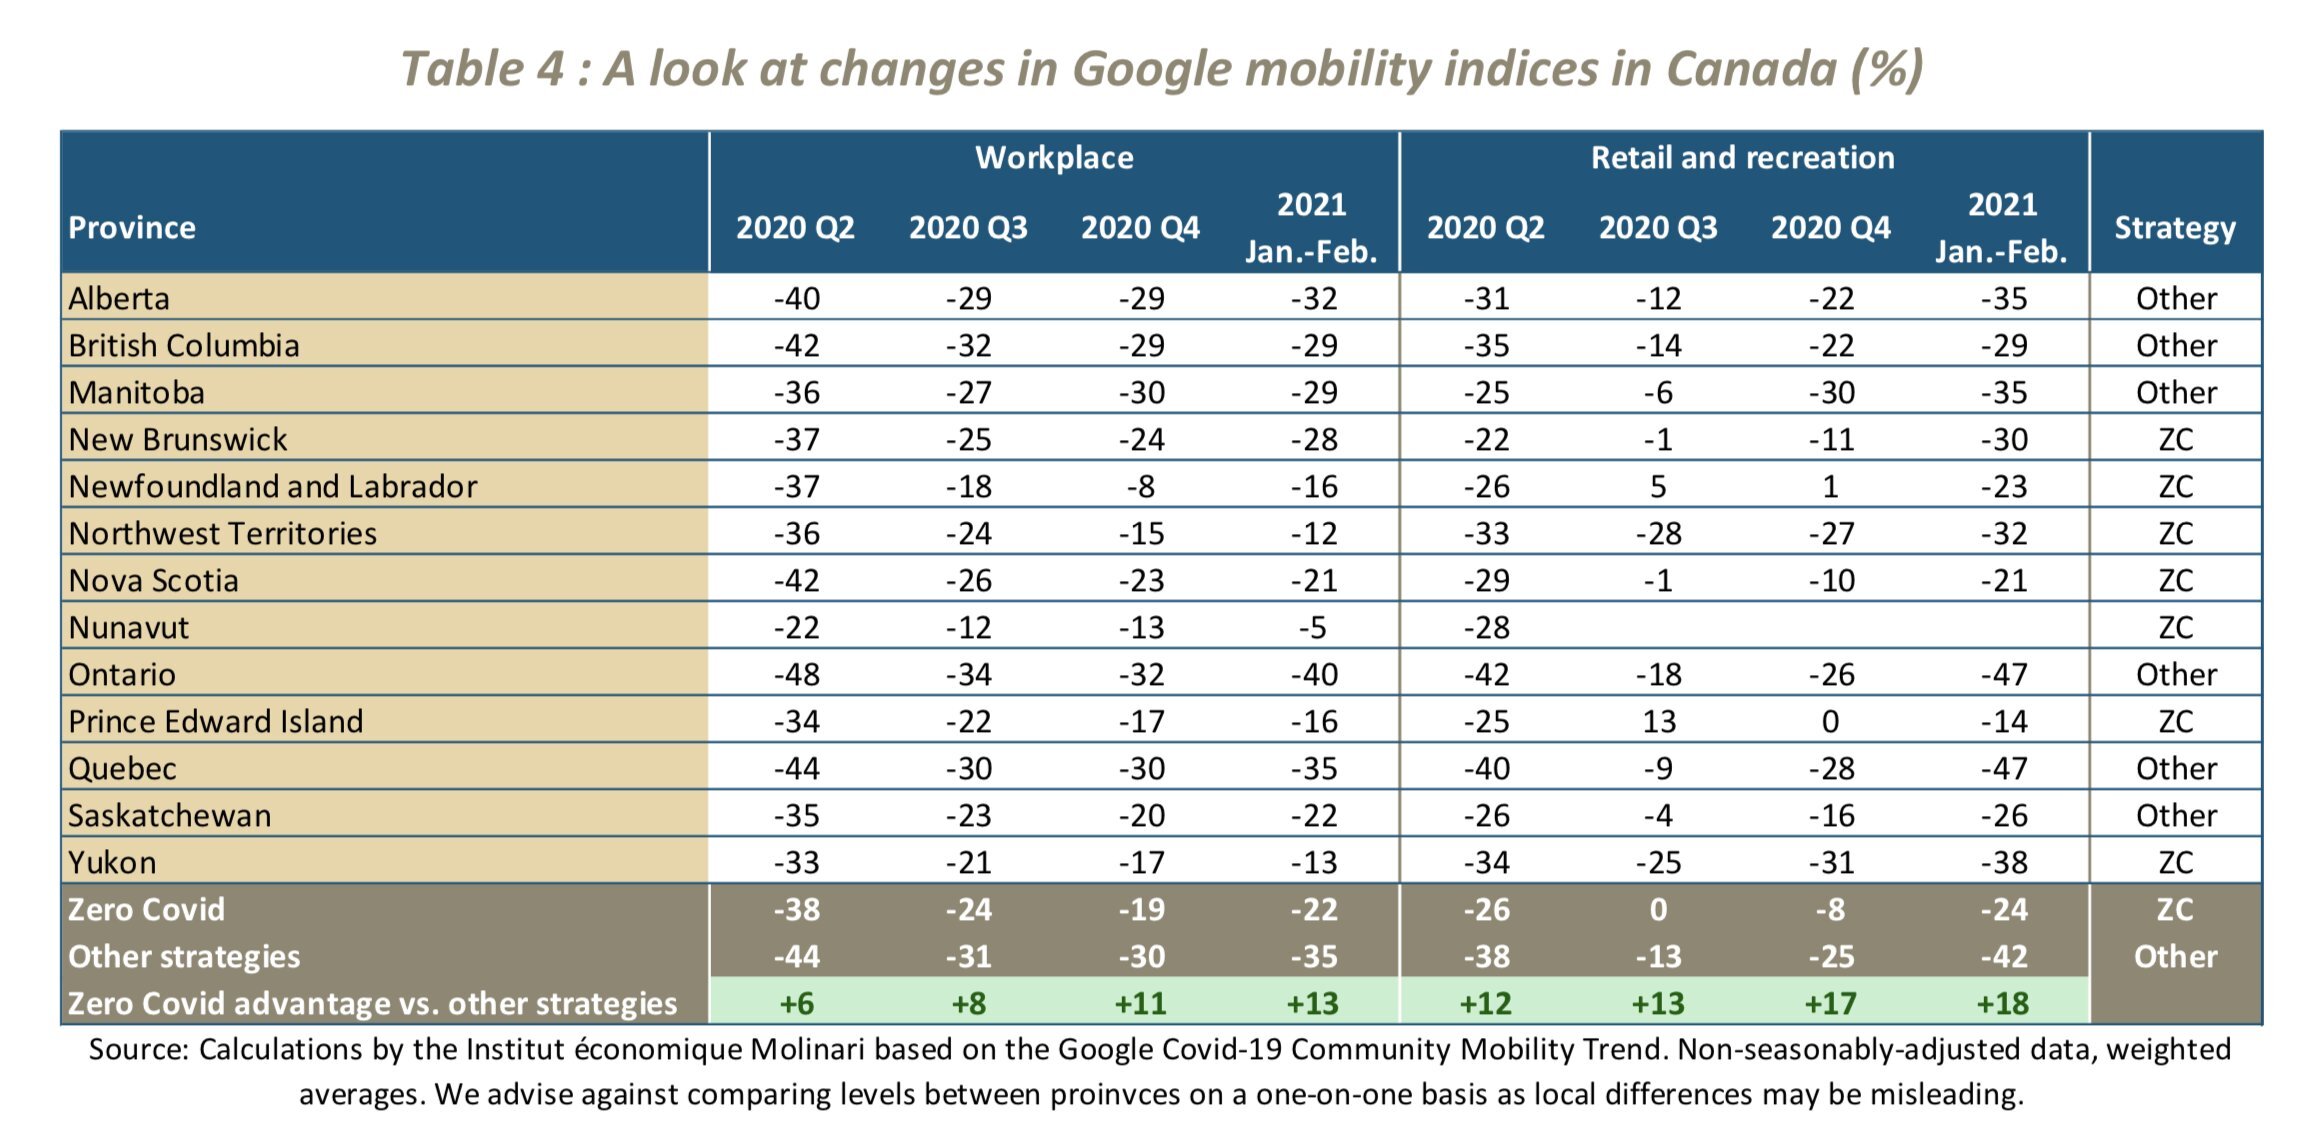 Table 4 : A look at changes in Google mobility indices in Canada (%)
Workplace Retail and recreation
Province 2020 Q2 2020 Q3 2020 Q4 2021 Jan.-Feb. 2020 Q2 2020 Q3 2020 Q4 2021 Jan.-Feb. Strategy
Alberta -40 -29 -29 -32 -31 -12 -22 -35 Other
British Columbia -42 -32 -29 -29 -35 -14 -22 -29 Other
Manitoba -36 -27 -30 -29 -25 -6 -30 -35 Other
New Brunswick -37 -25 -24 -28 -22 -1 -11 -30 ZC
Newfoundland and Labrador -37 -18 -8 -16 -26 5 1 -23 ZC
Northwest Territories -36 -24 -15 -12 -33 -28 -27 -32 ZC
Nova Scotia -42 -26 -23 -21 -29 -1 -10 -21 ZC
Nunavut -22 -12 -13 -5 -28 ZC
Ontario -48 -34 -32 -40 -42 -18 -26 -47 Other
Prince Edward Island -34 -22 -17 -16 -25 13 0 -14 ZC
Quebec -44 -30 -30 -35 -40 -9 -28 -47 Other
Saskatchewan -35 -23 -20 -22 -26 -4 -16 -26 Other
Yukon -33 -21 -17 -13 -34 -25 -31 -38 ZC
Zero Covid -38 -24 -19 -22 -26 0 -8 -24 ZC
Other strategies -44 -31 -30 -35 -38 -13 -25 -42 Other
Zero Covid advantage vs. other strategies +6 +8 +11 +13 +12 +13 +17 +18
Source: Calculations by the Institut économique Molinari based on the Google Covid-19 Community Mobility Trend. Non-seasonably-adjusted data, weighted
averages. We advise against comparing levels between proinvces on a one-on-one basis as local differences may be misleading.